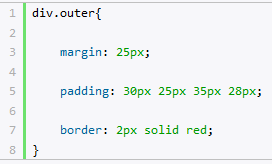 1 div.outer{
2
3 margin: 25px;
4
5 padding: 30px 25px 35px 28px;
6
7 border: 2px solid red;
8 }